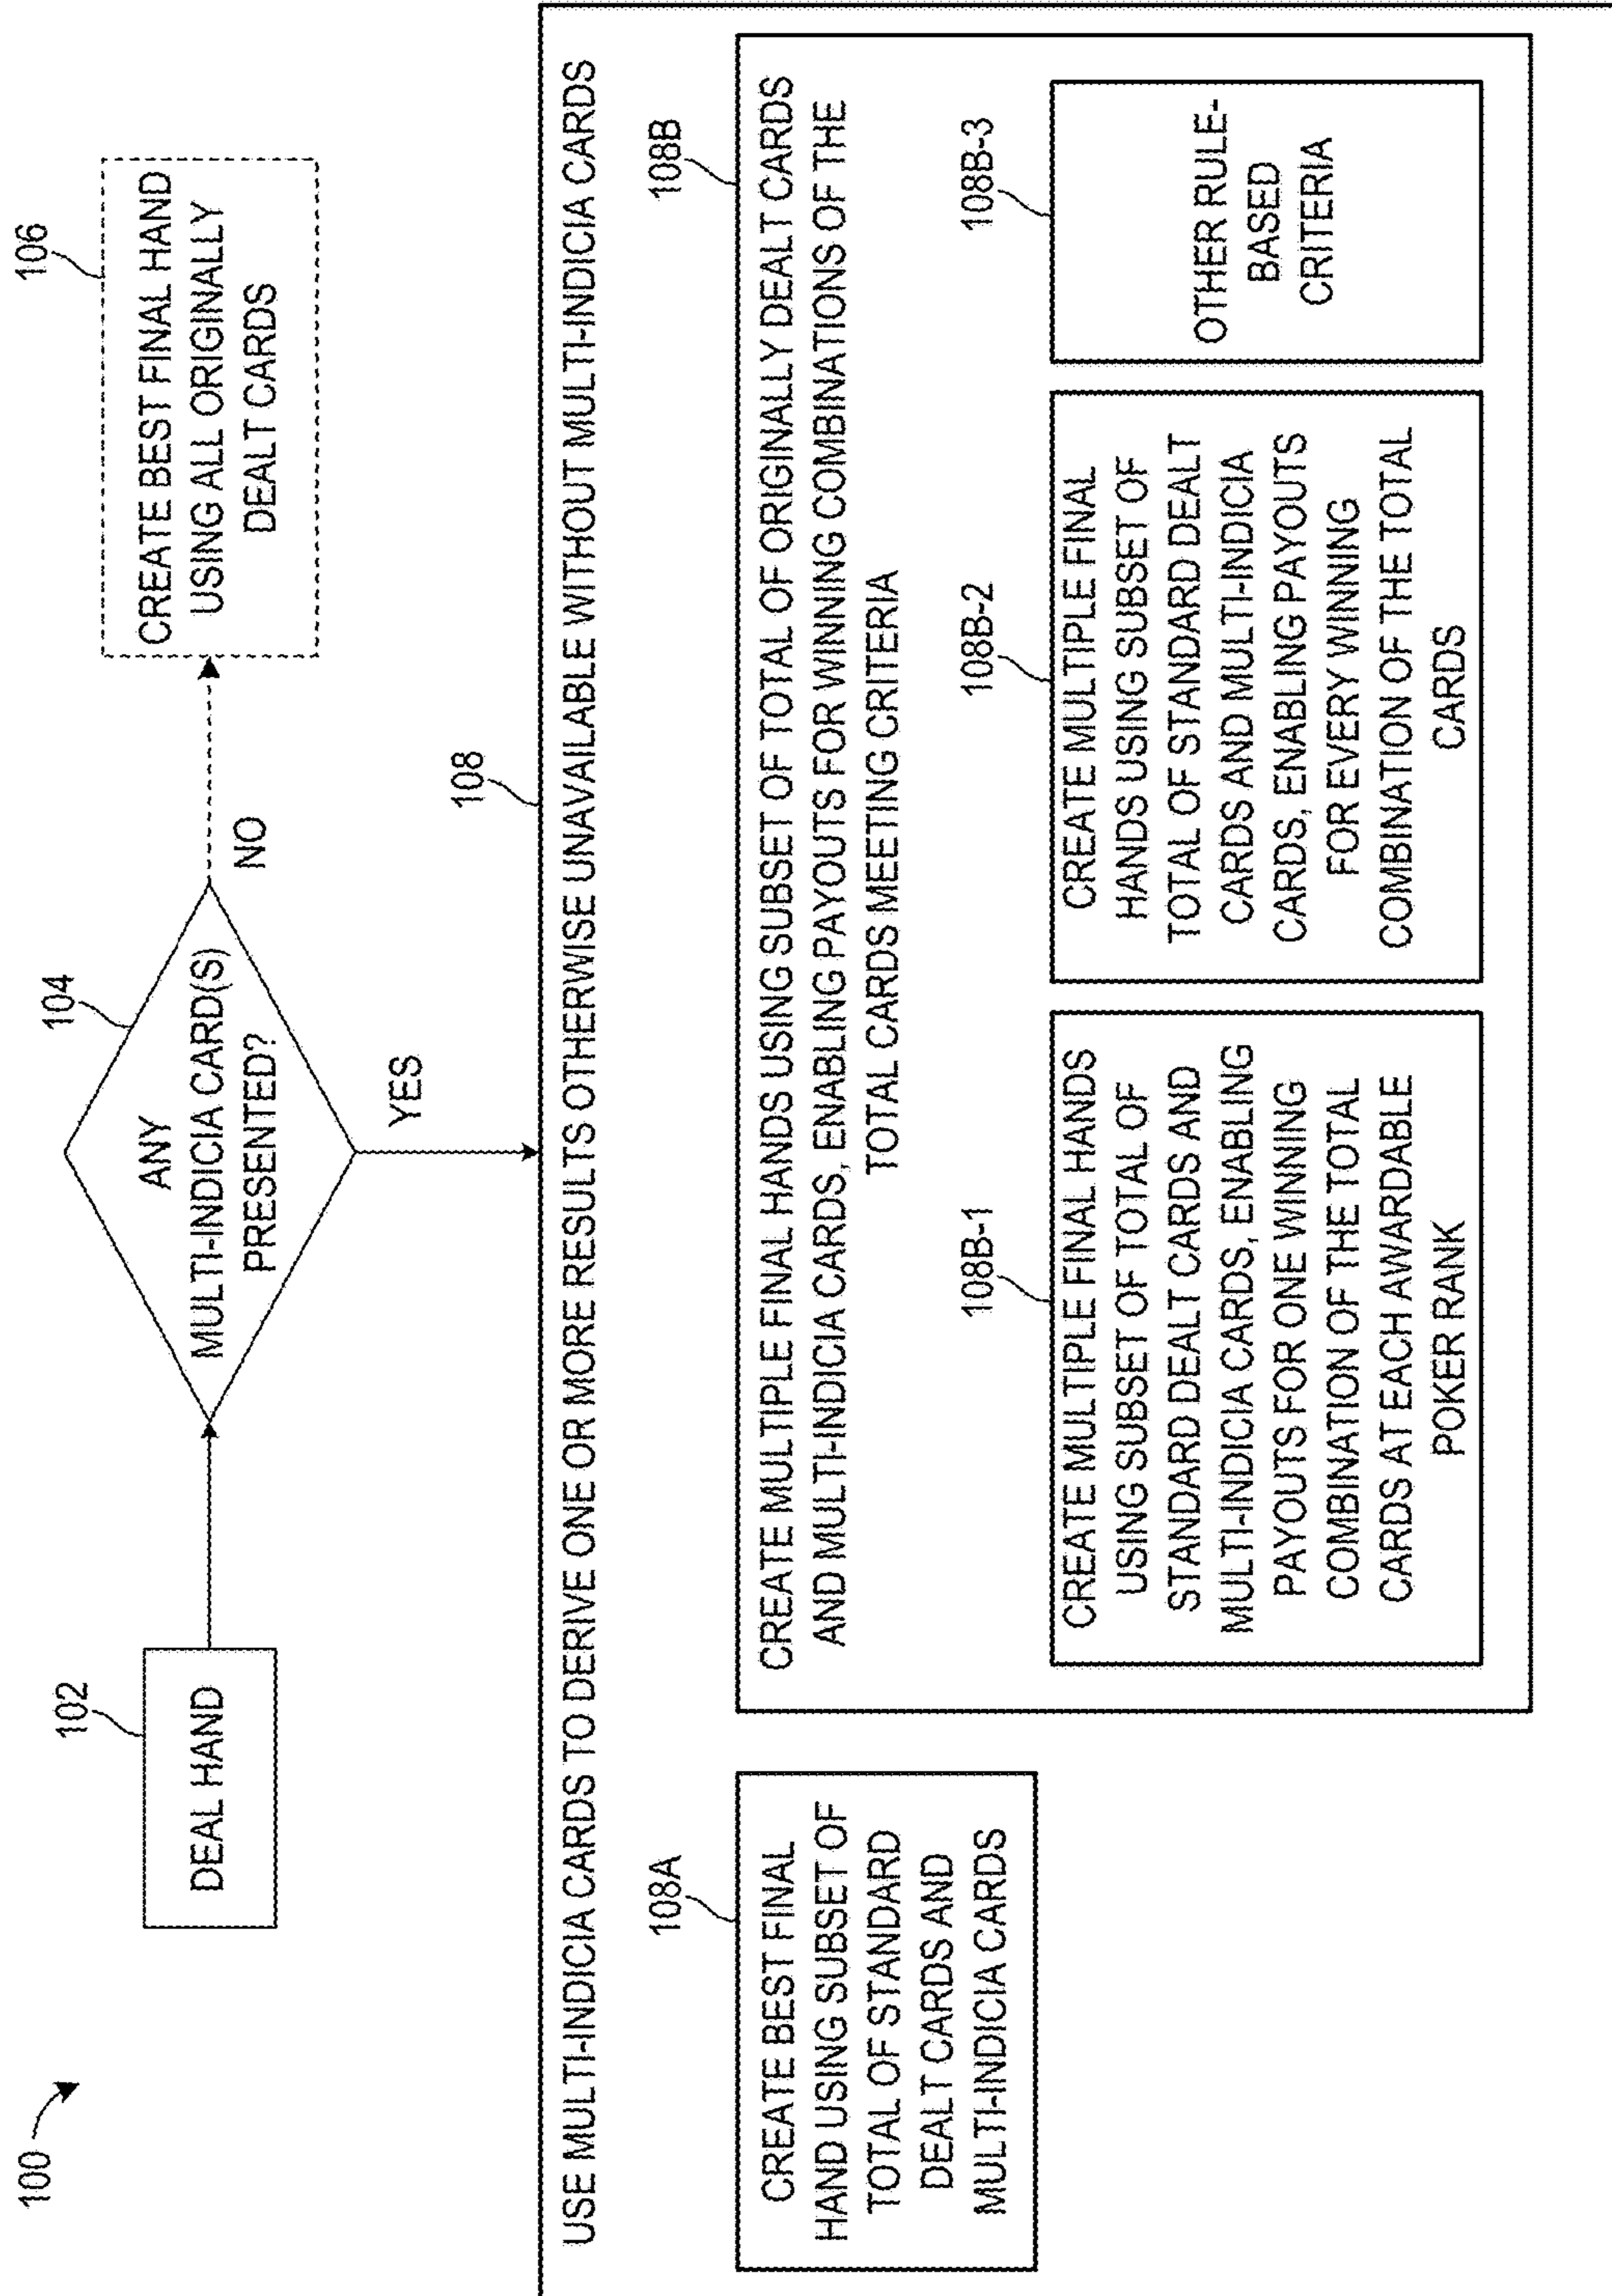 100
102
DEAL HAND
104
ANY
MULTI-INDICIA CARD(S)
PRESENTED?
NO
YES
106
CREATE BEST FINAL HAND
USING ALL ORIGINALLY
DEALT CARDS
108
USE MULTI-INDICIA CARDS TO DERIVE ONE OR MORE RESULTS OTHERWISE UNAVAILABLE WITHOUT MULTI-INDICIA CARDS
108A
CREATE BEST FINAL
HAND USING SUBSET OF
TOTAL OF STANDARD
DEALT CARDS AND
MULTI-INDICIA CARDS
108B
CREATE MULTIPLE FINAL HANDS USING SUBSET OF TOTAL OF ORIGINALLY DEALT CARDS
AND MULTI-INDICIA CARDS, ENABLING PAYOUTS FOR WINNING COMBINATIONS OF THE
TOTAL CARDS MEETING CRITERIA
108B-1
CREATE MULTIPLE FINAL HANDS
USING SUBSET OF TOTAL OF
STANDARD DEALT CARDS AND
MULTI-INDICIA CARDS, ENABLING
PAYOUTS FOR ONE WINNING
COMBINATION OF THE TOTAL
CARDS AT EACH AWARDABLE
POKER RANK
108B-2
CREATE MULTIPLE FINAL
HANDS USING SUBSET OF
TOTAL OF STANDARD DEALT
CARDS AND MULTI-INDICIA
CARDS, ENABLING PAYOUTS
FOR EVERY WINNING
COMBINATION OF THE TOTAL
CARDS
108B-3
OTHER RULE-
BASED
CRITERIA